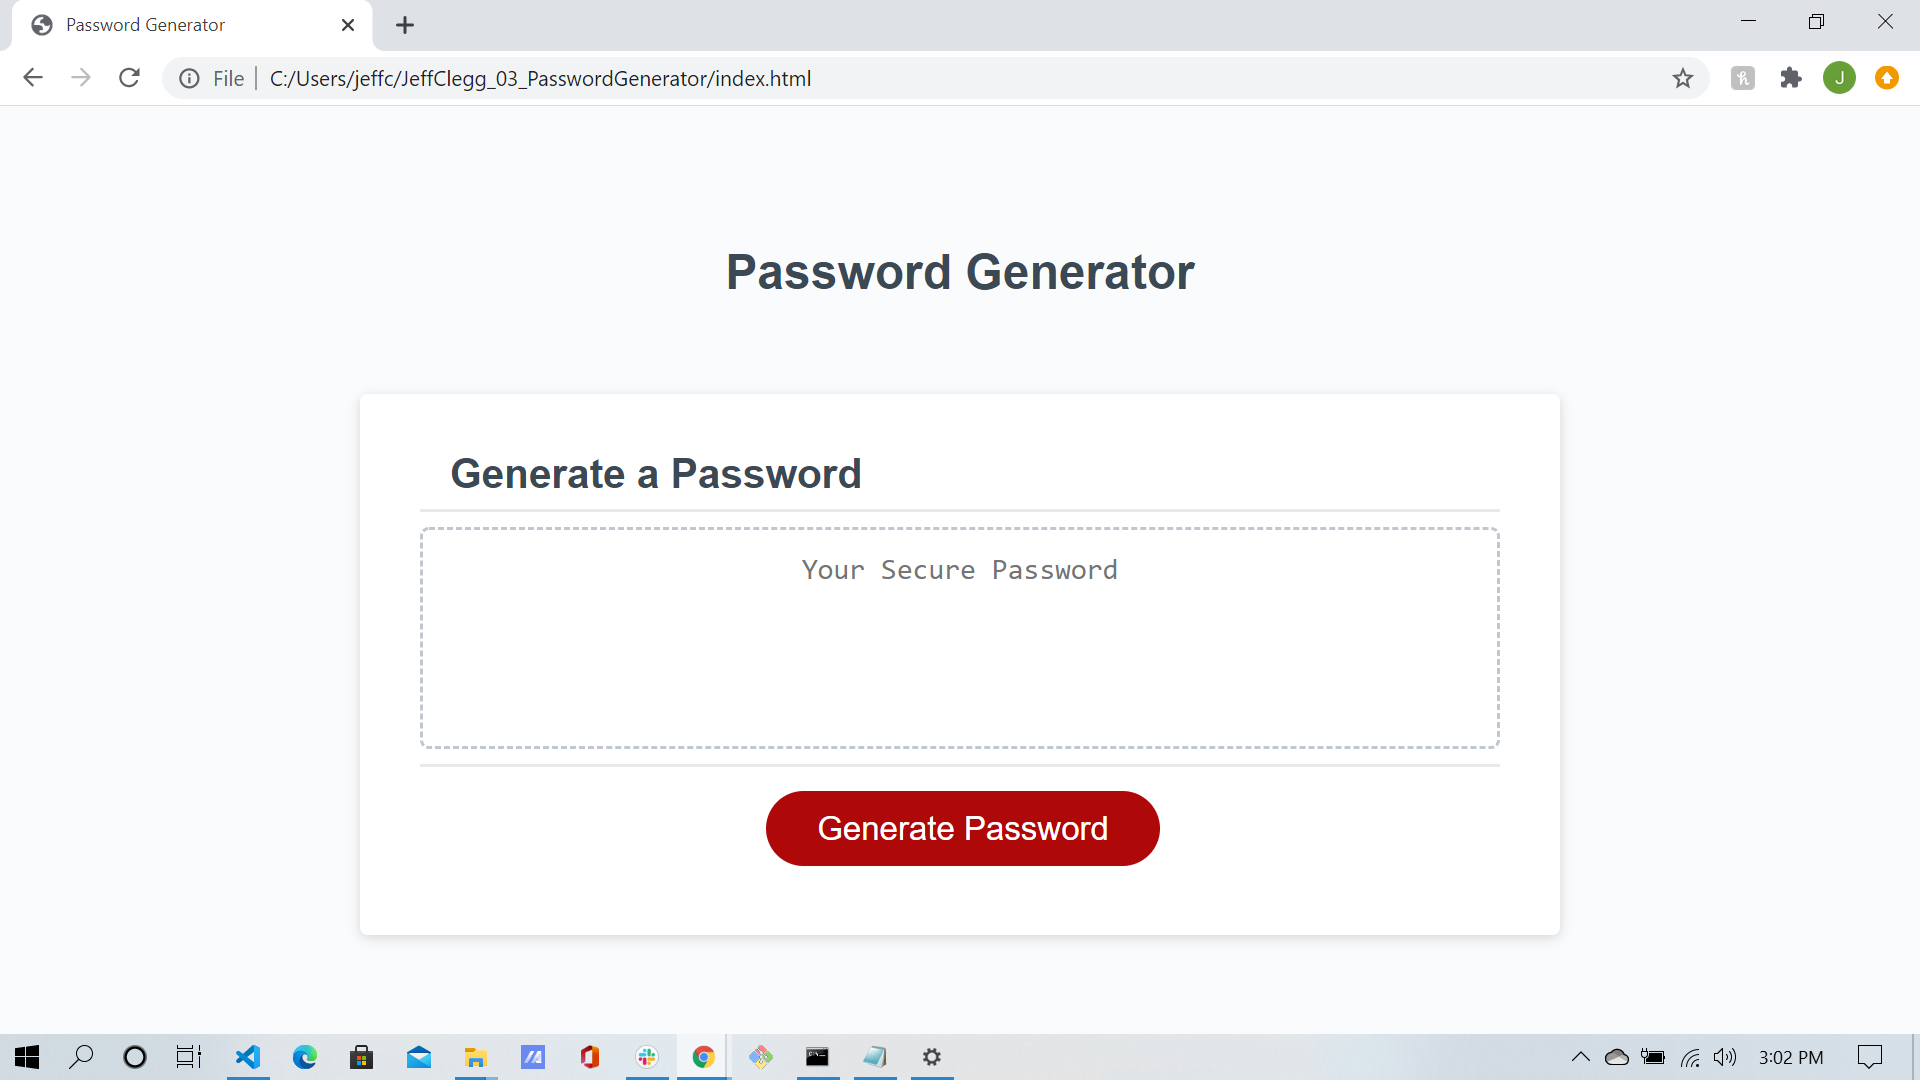 Password Generator
File
C:/Users/jeffc/JeffClegg_03_PasswordGenerator/index.html
J
Password Generator
Generate a Password
Your Secure Password
Generate Password
3:02 PM